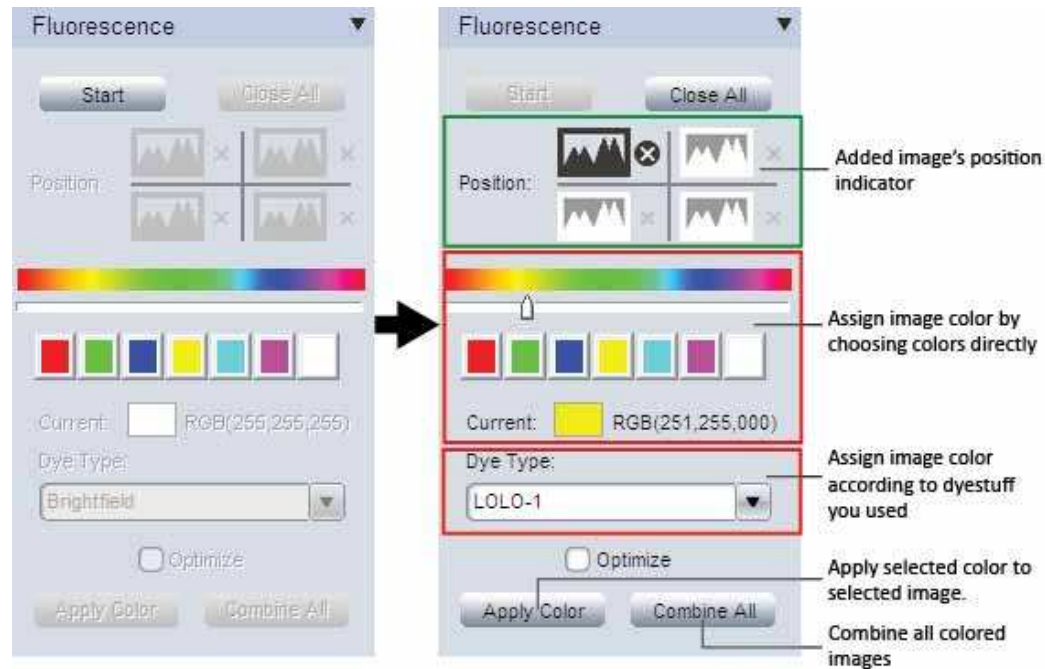 Fluorescence
Start
Close All
Position:
Current:
RGB(255,255,255)
Dye Type:
Brightfield
Optimize
Apply Color
Combine All
Fluorescence
Start
Close All
Position:
Current:
RGB(251,255,000)
Dye Type:
LOLO-1
Optimize
Apply Color
Combine All
Added image's position
indicator
Assign image color by
choosing colors directly
Assign image color
according to dyestuff
you used
Apply selected color to
selected image.
Combine all colored
images